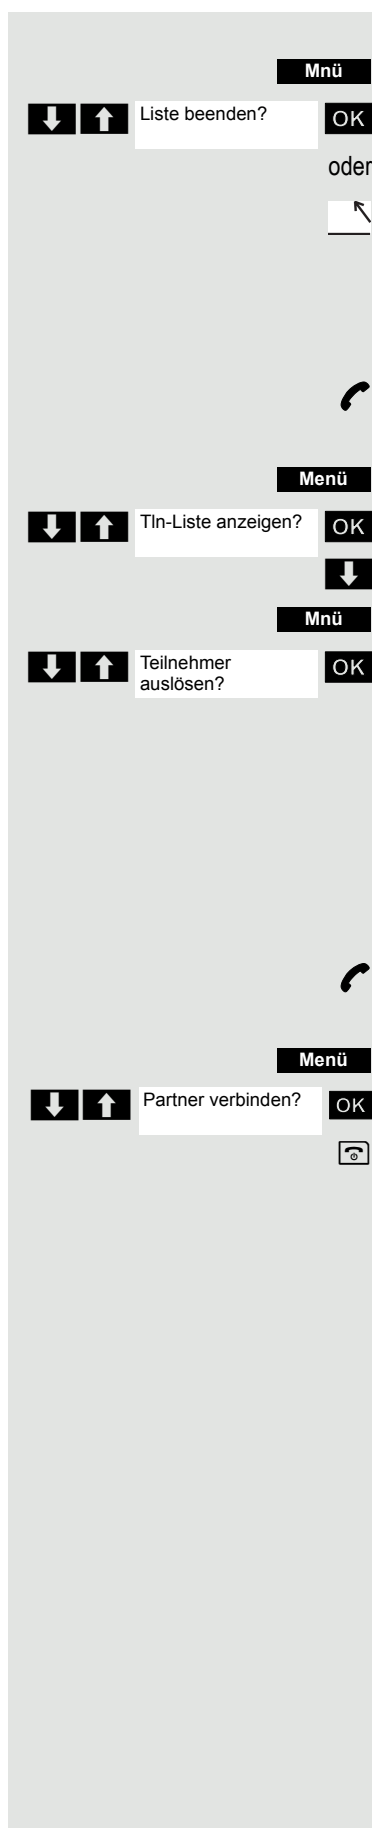 Mnü
Liste beenden? OK
oder
Menü
Tln-Liste anzeigen? OK
Mnü
Teilnehmer OK
auslösen?
Menü
Partner verbinden? OK